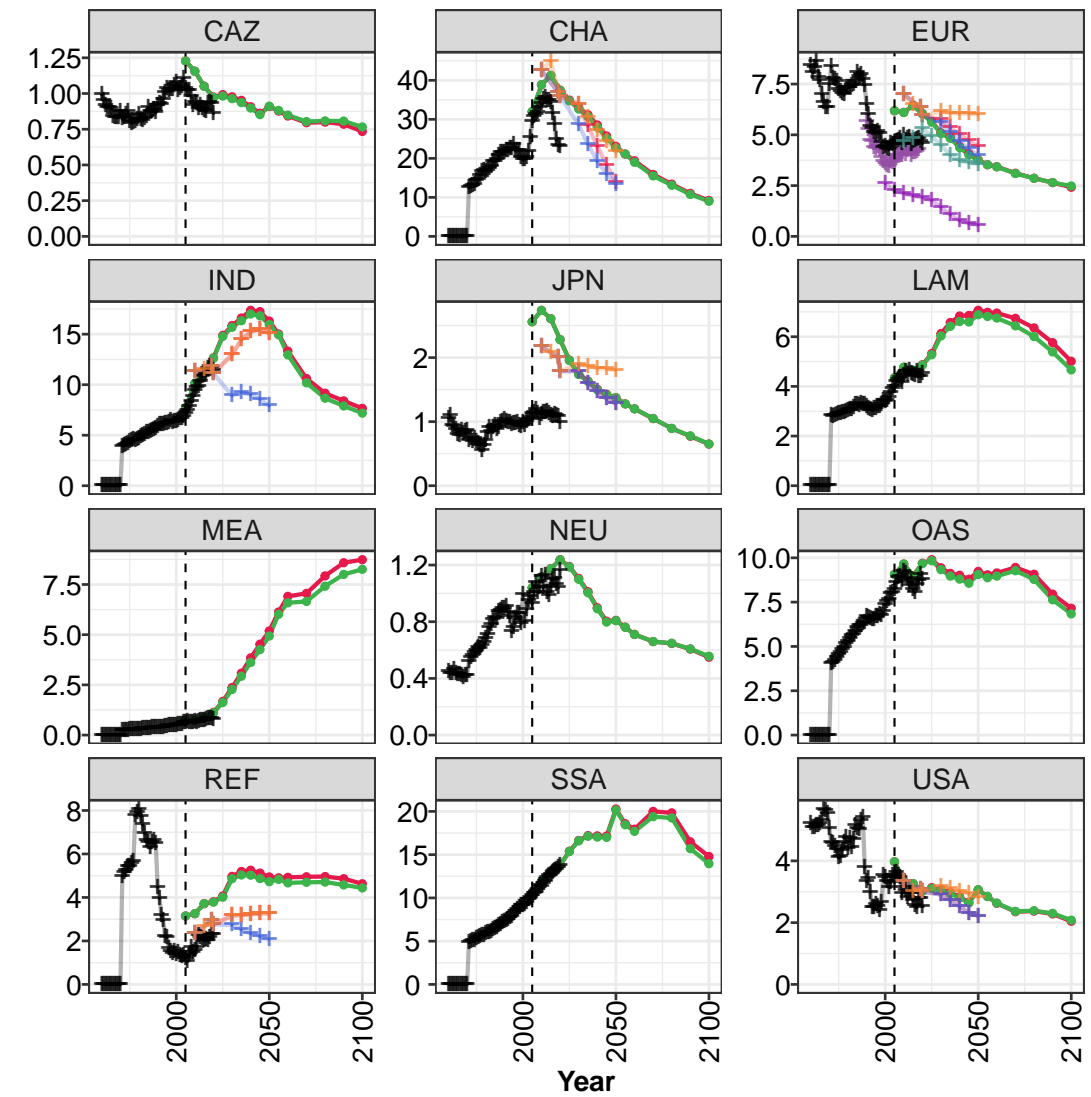 CAZ CHA EUR
1.25 40 7.5
1.00 30 5.0
0.75 20 2.5
0.50 10 0.0
0.25 0
0.00
IND JPN LAM
15 2 6
10 1 4
5 0 2
0 0
MEA NEU OAS
7.5 1.2 10.0
5.0 0.8 7.5
2.5 0.4 5.0
0.0 0.0 2.5
0.0
REF SSA USA
8 20 4
6 15 2
4 10 0
2 5
0 0
2000 2050 2100 2000 2050 2100 2000 2050 2100
Year